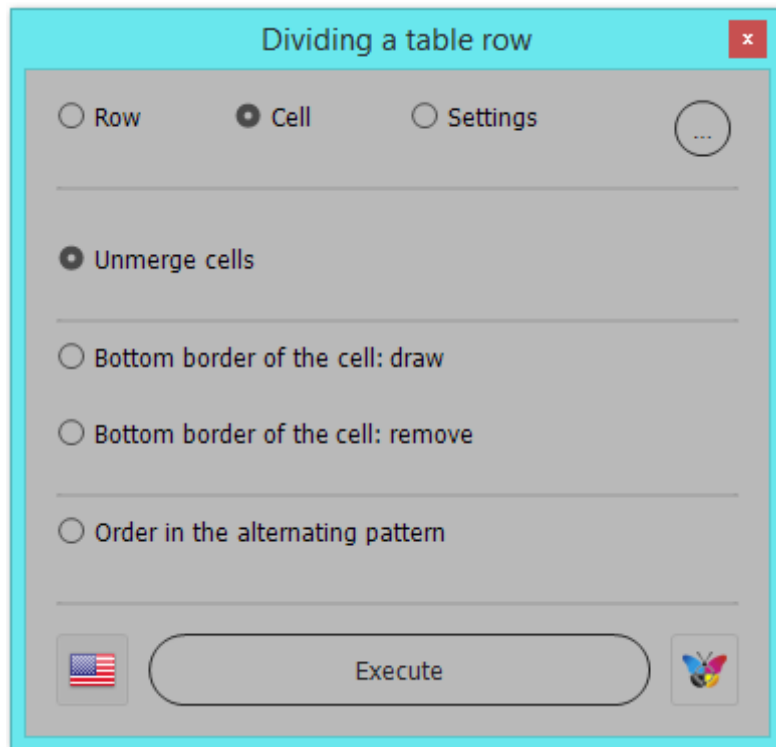 Dividing a table row
x
Row Cell Settings
...
Unmerge cells
Bottom border of the cell: draw
Bottom border of the cell: remove
Order in the alternating pattern
Execute